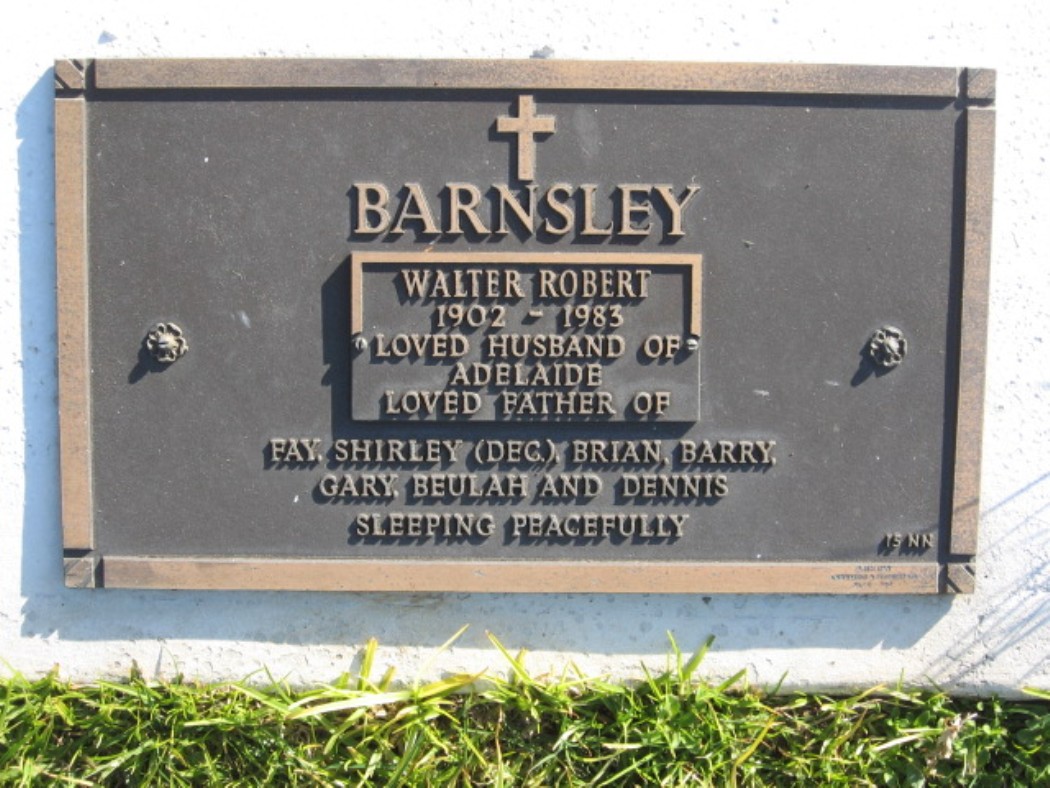 BARNSLEY
WALTER ROBERT
1902 - 1983
LOVED HUSBAND OF
ADELAIDE
LOVED FATHER OF
FAY, SHIRLEY (DEC.), BRIAN, BARRY,
GARY, BEULAH AND DENNIS
SLEEPING PEACEFULLY
15 NN